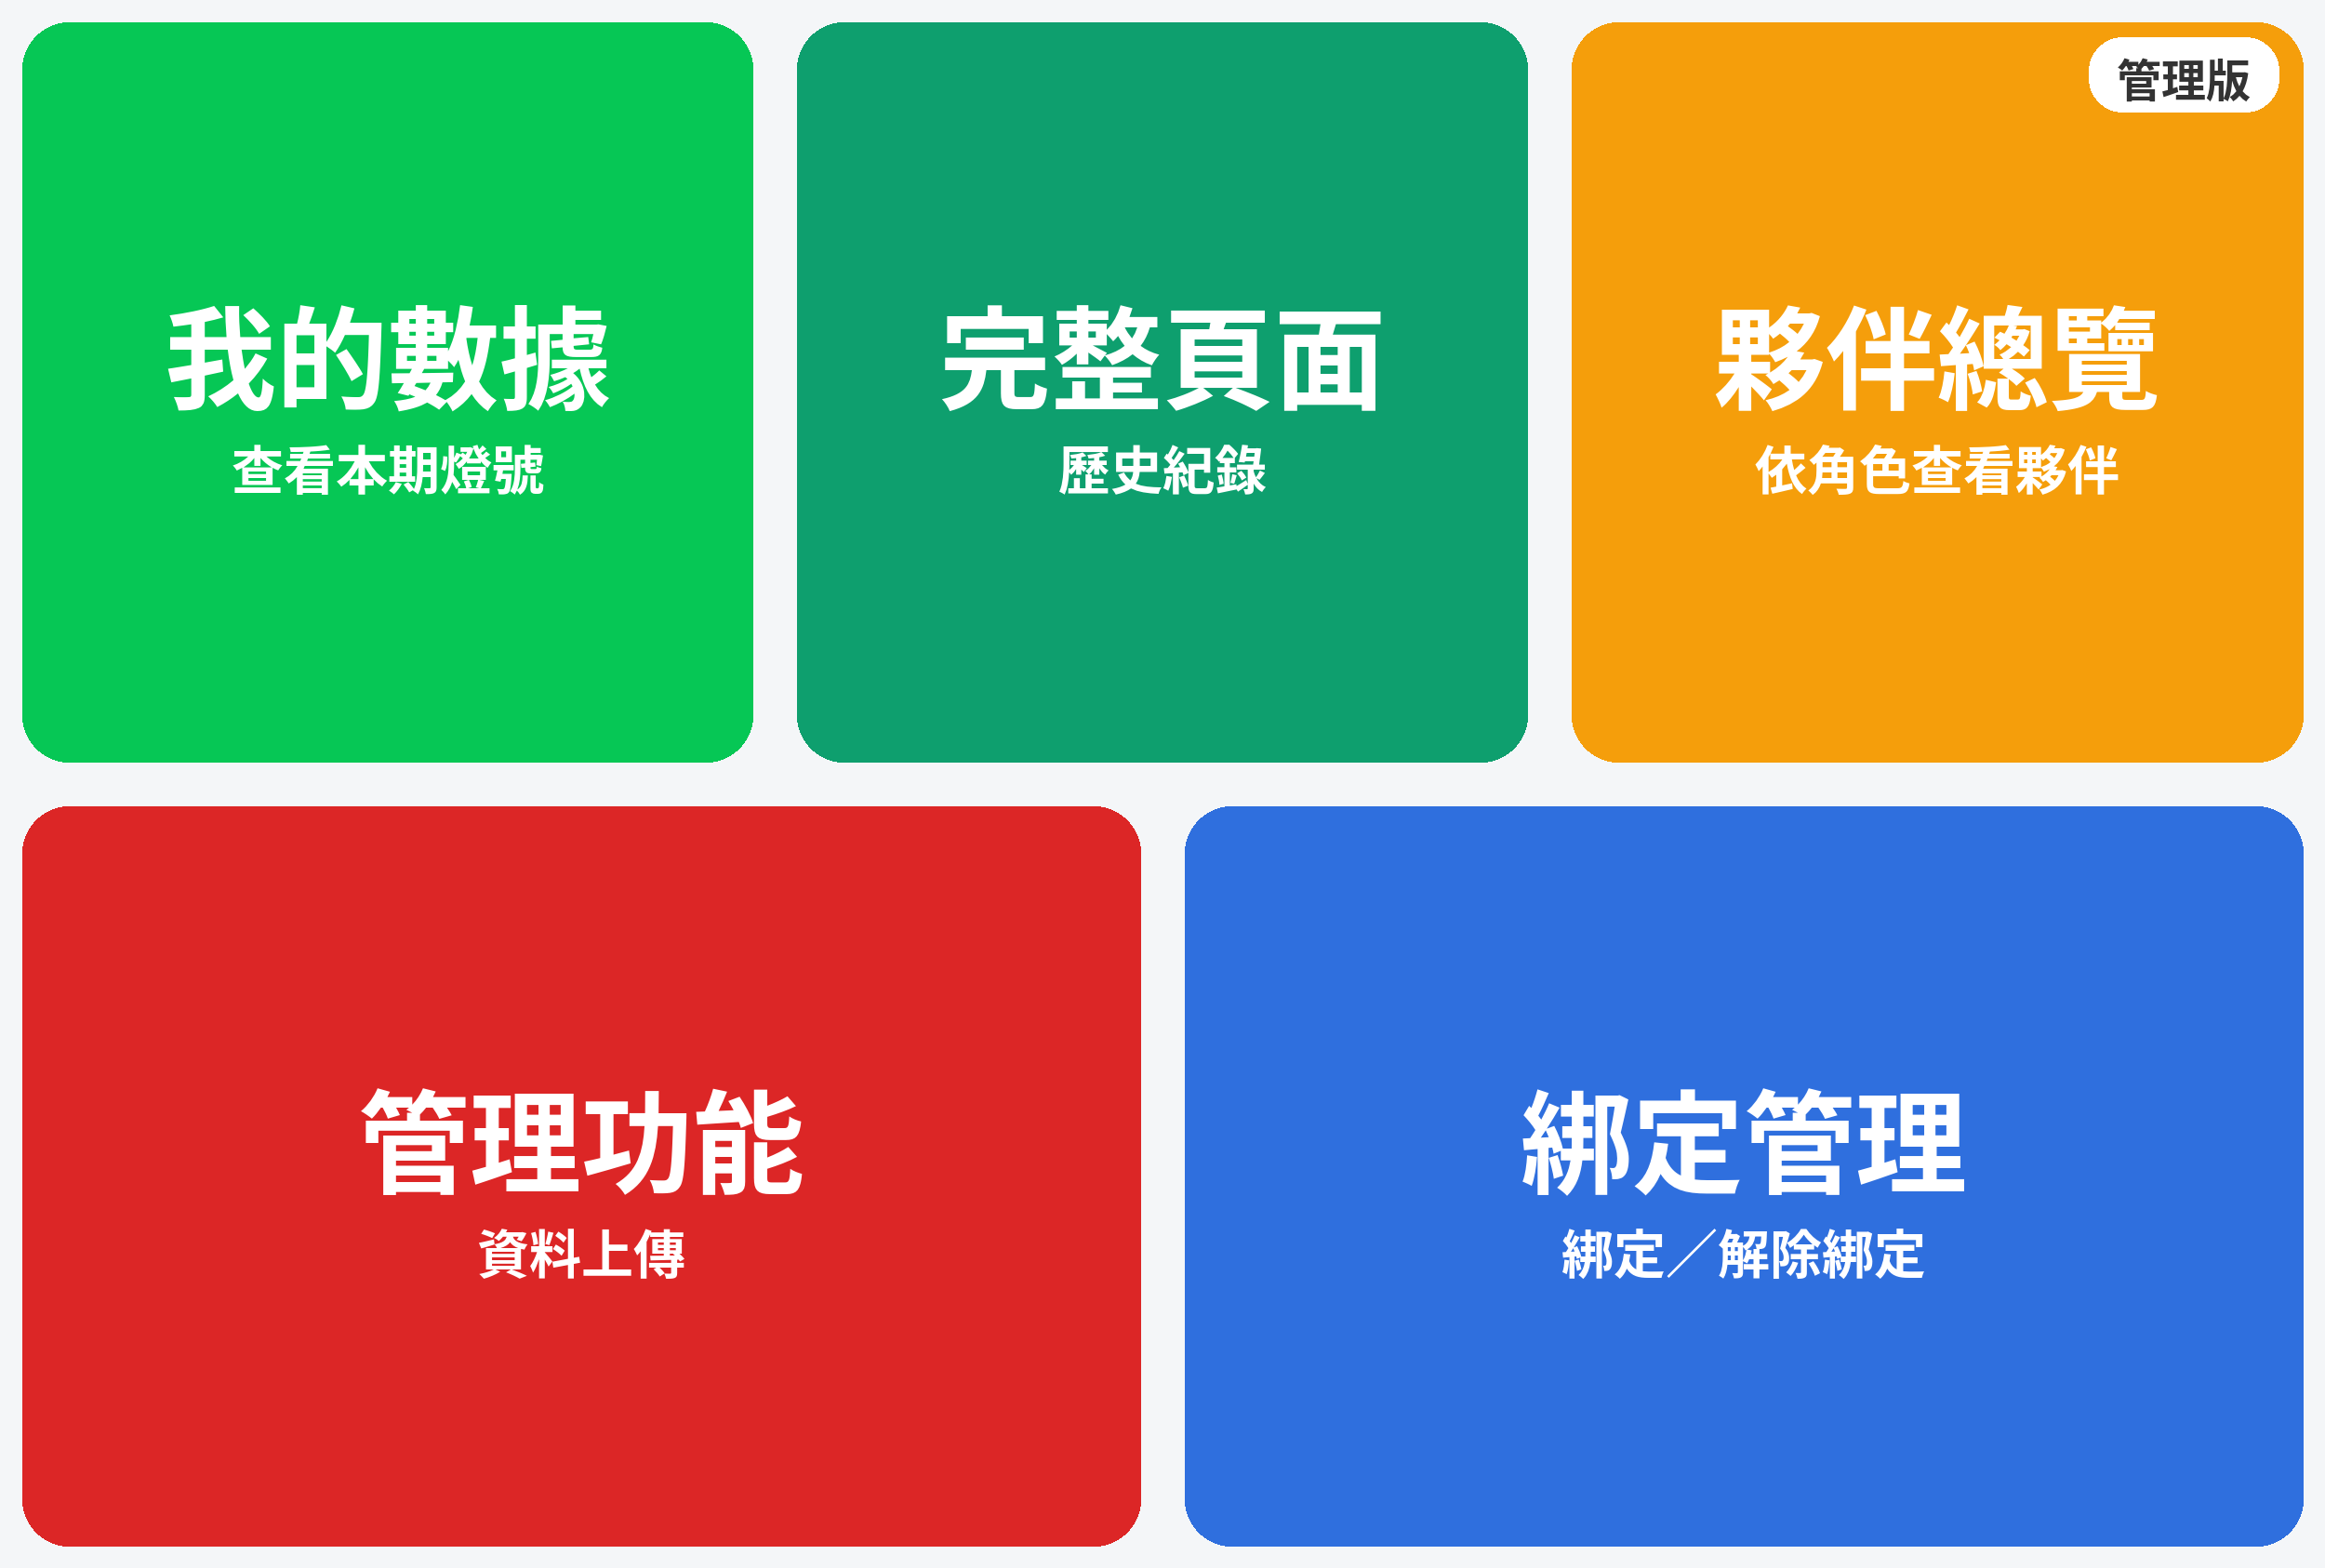 管理版
我的數據
查看本期燈號
完整頁面
歷史紀錄
夥伴總覽
依角色查看夥伴
管理功能
資料上傳
綁定管理
綁定／解除綁定